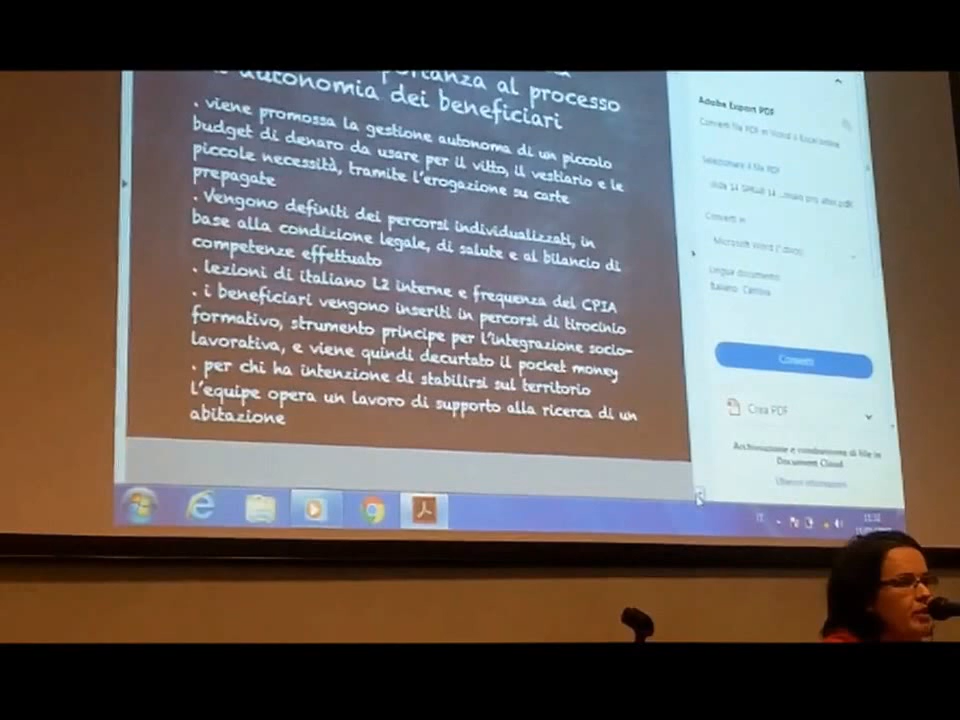 al processo
autonomia dei beneficiari
. viene promossa la gestione autonoma di un piccolo
budget di denaro da usare per il vitto, il vestiario e le
piccole necessità, tramite l'erogazione su carte
prepagate
. Vengono definiti dei percorsi individualizzati, in
base alla condizione legale, di salute e al bilancio di
competenze effettuato
. lezioni di italiano L2 interne e frequenza del CPIA
. i beneficiari vengono inseriti in percorsi di tirocinio
formativo, strumento principe per l'integrazione socio-
lavorativa, e viene quindi decurtato il pocket money
. per chi ha intenzione di stabilirsi sul territorio
l'equipe opera un lavoro di supporto alla ricerca di un
abitazione
Adobe Export PDF
Converti file PDF in Word o Excel online
Selezionare il file PDF
Converti in
Microsoft Word (*.docx)
Lingua documento:
Italiano Cambia
Converti
Crea PDF
Archiviazione e condivisione di file in
Document Cloud
Ulteriori informazioni
IT